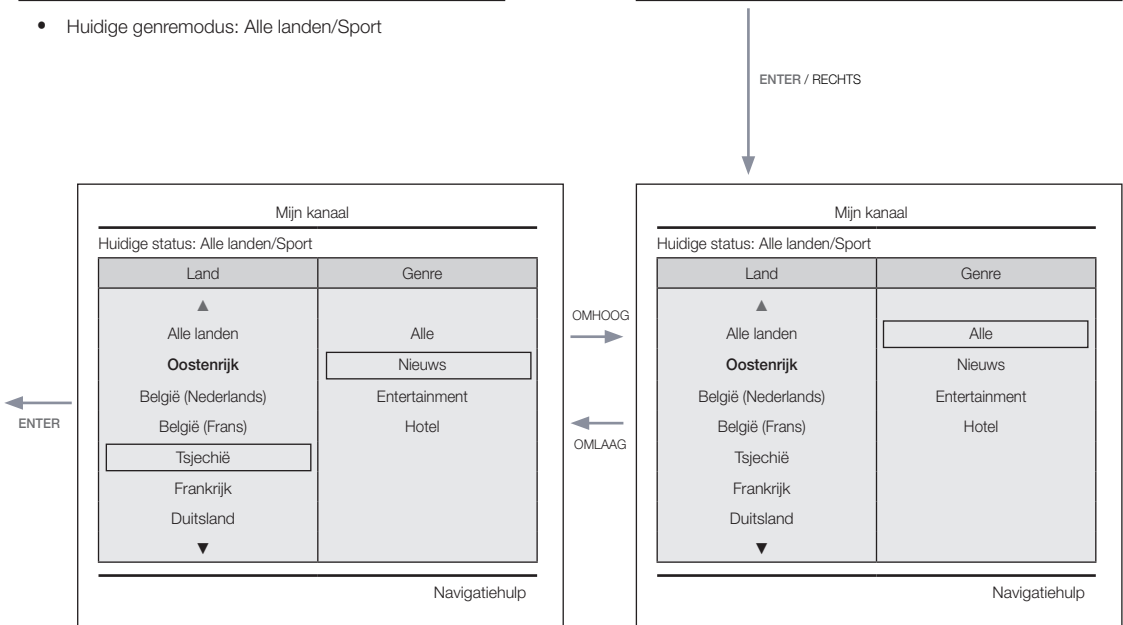 • Huidige genremodus: Alle landen/Sport
ENTER / RECHTS
Mijn kanaal
Huidige status: Alle landen/Sport
Land Genre
▲
Alle landen Alle
Oostenrijk Nieuws
België (Nederlands) Entertainment
België (Frans) Hotel
Tsjechië
Frankrijk
Duitsland
▼
Navigatiehulp
ENTER
OMHOOG
OMLAAG
Mijn kanaal
Huidige status: Alle landen/Sport
Land Genre
▲
Alle landen Alle
Oostenrijk Nieuws
België (Nederlands) Entertainment
België (Frans) Hotel
Tsjechië
Frankrijk
Duitsland
▼
Navigatiehulp